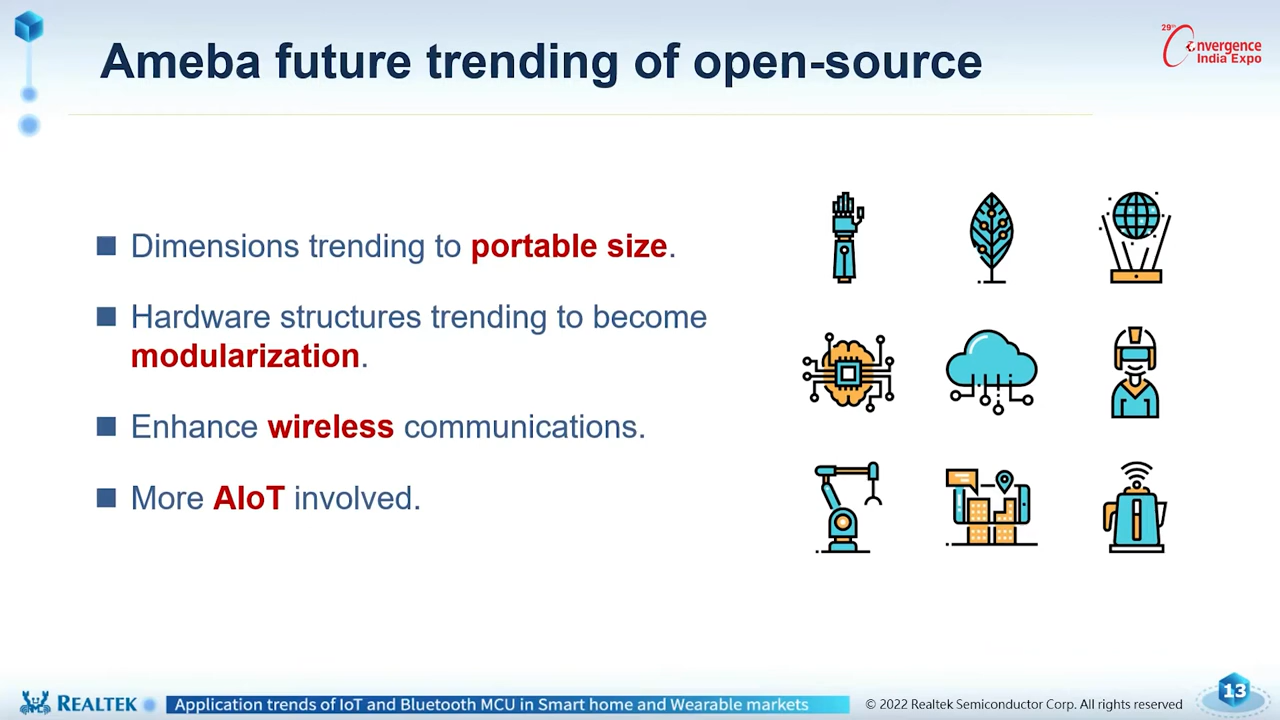 Ameba future trending of open-source
29th
Convergence
India Expo
Dimensions trending to portable size.
Hardware structures trending to become
modularization.
Enhance wireless communications.
More AIoT involved.
REALTEK
Application trends of IoT and Bluetooth MCU in Smart home and Wearable markets
© 2022 Realtek Semiconductor Corp. All rights reserved
13